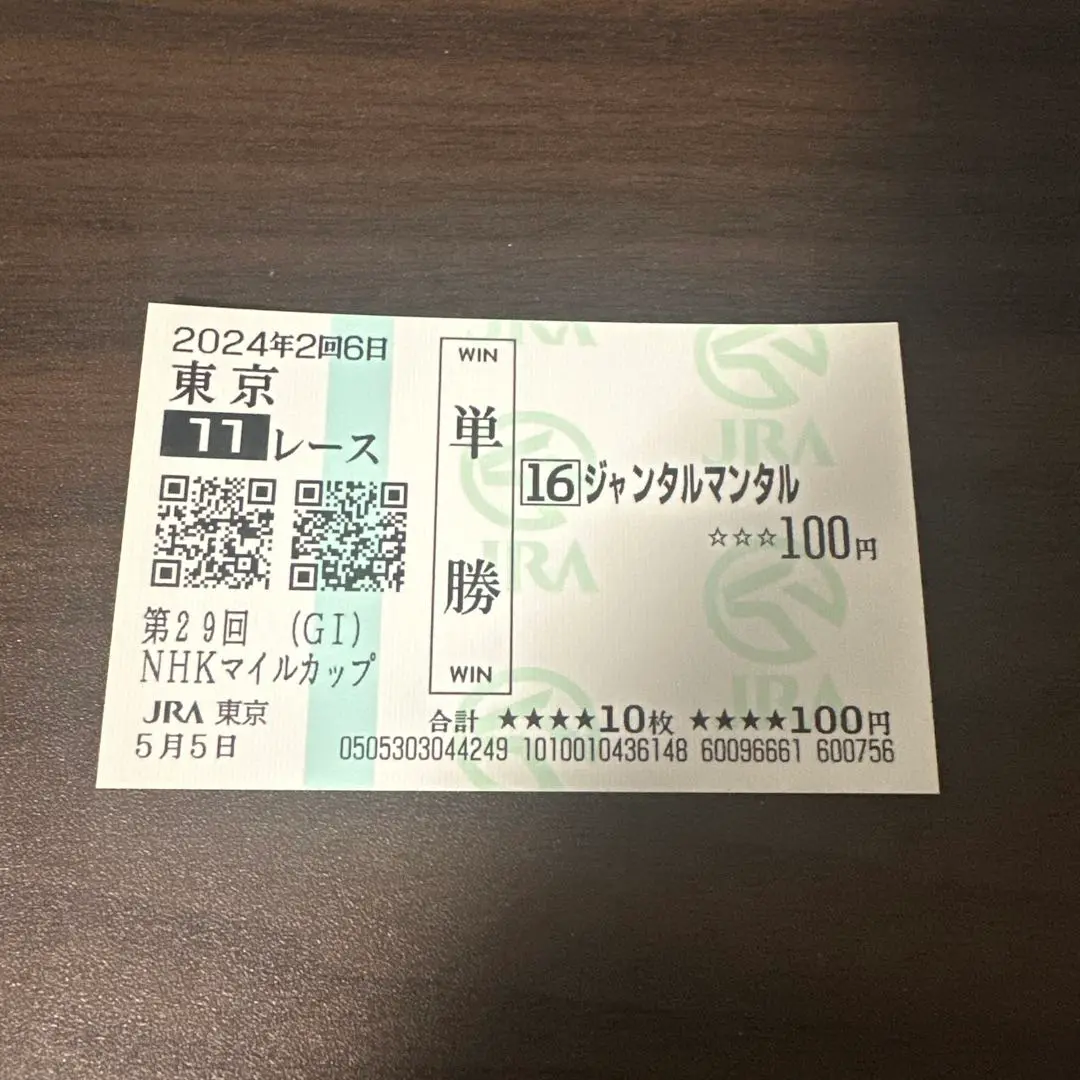 2024年2回6日
東京
11レース
第29回 (GI)
NHKマイルカップ
JRA 東京
5月5日
WIN
単勝
WIN
16 ジャンタルマンタル
☆☆☆100円
合計 ★★★★10枚 ★★★★100円
0505303044249 1010010436148 60096661 600756
JRA
JRA
JRA
JRA